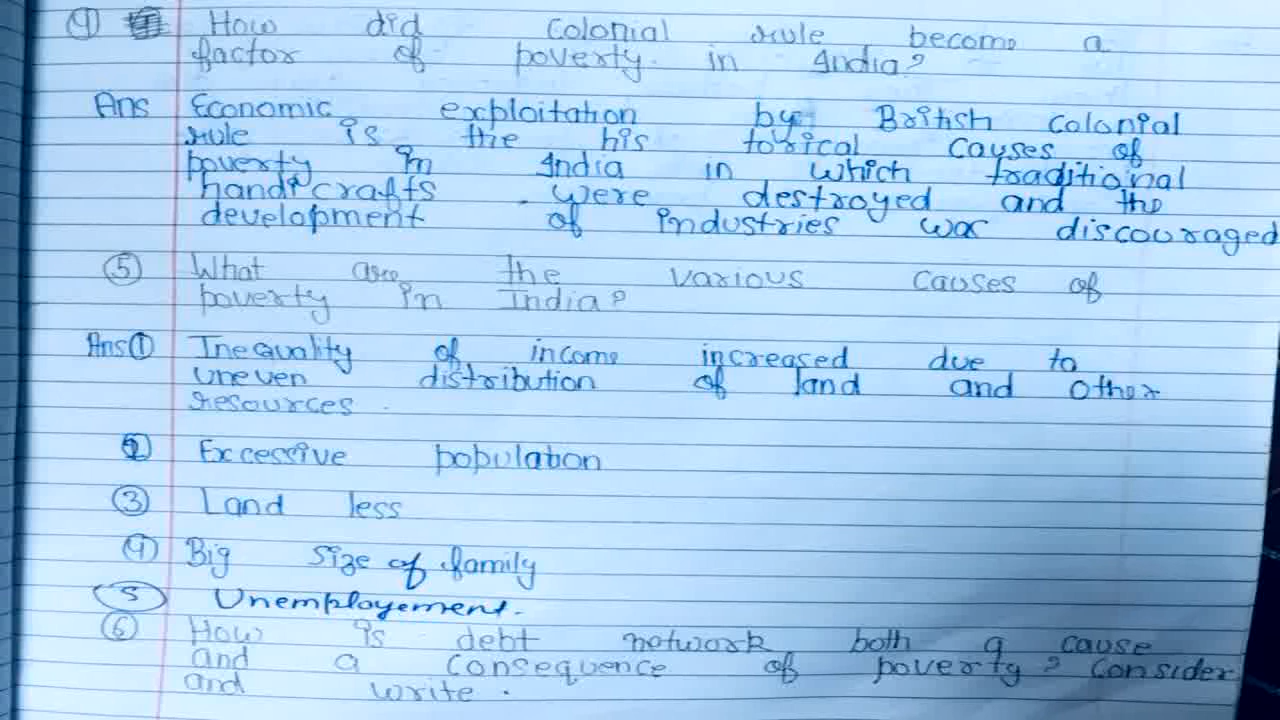 ④ How did colonial rule become a
factor of poverty in India?
Ans Economic exploitation by British colonial
rule is the his torical causes of
poverty in India in which traditional
handicrafts were destroyed and the
development of industries was discouraged
⑤ What are the various causes of
poverty in India?
Ans ① Inequality of income increased due to
uneven distribution of land and other
resources.
② Excessive population
③ Land less
④ Big size of family
5 Unemployement.
⑥ How is debt network both a cause
and a consequence of poverty? consider
and write.